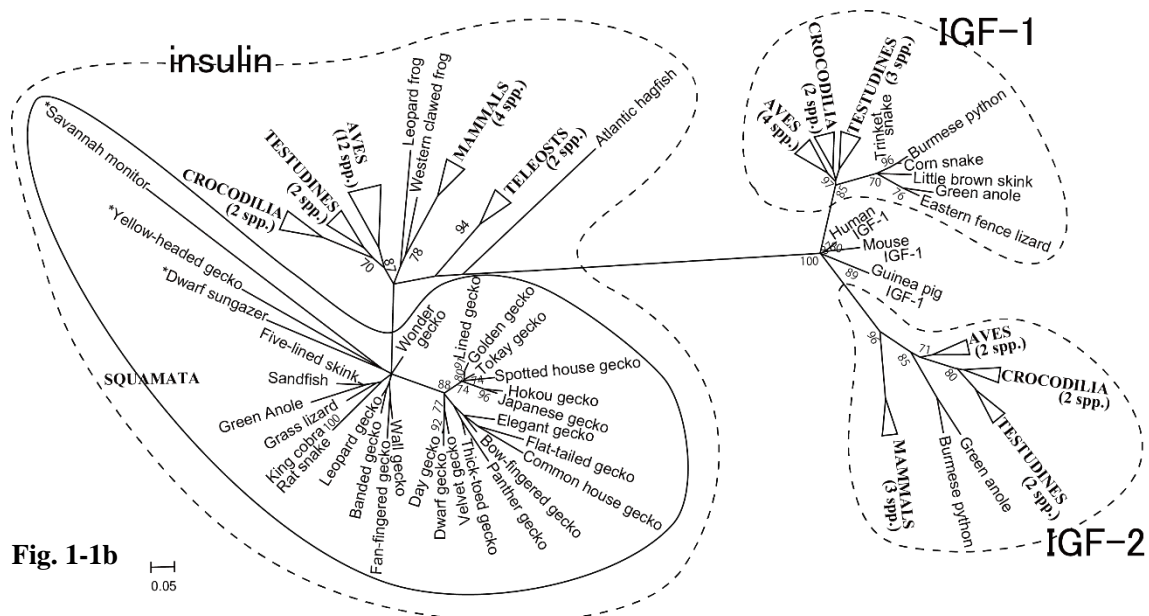 insulin
IGF-1
IGF-2
*Savannah monitor
*Yellow-headed gecko
*Dwarf sungazer
Five-lined skink
Sandfish
SQUAMATA
Green Anole
Grass lizard
King cobra
100
Rat snake
Leopard gecko
Banded gecko
Fan-fingered gecko
Wall gecko
Wonder
gecko
Day gecko
Dwarf gecko
Velvet gecko
Thick-toed gecko
Panther gecko
Bow-fingered gecko
Common house gecko
Flat-tailed gecko
Elegant gecko
Japanese gecko
Hokou gecko
Spotted house gecko
Tokay gecko
Golden gecko
Lined gecko
88
77
92
80
74
74
96
CROCODILIA
(2 spp.)
TESTUDINES
(2 spp.)
AVES
(12 spp.)
70
87
Leopard frog
Western clawed frog
78
MAMMALS
(4 spp.)
94
TELEOSTS
(2 spp.)
Atlantic hagfish
AVES
(4 spp.)
CROCODILIA
(2 spp.)
TESTUDINES
(3 spp.)
97
85
Trinket
snake
96
70
76
Burmese python
Corn snake
Little brown skink
Green anole
Eastern fence lizard
Human
IGF-1
Mouse
IGF-1
Guinea pig
IGF-1
100
89
96
85
71
80
AVES
(2 spp.)
CROCODILIA
(2 spp.)
TESTUDINES
(2 spp.)
Green anole
Burmese python
MAMMALS
(3 spp.)
Fig. 1-1b
0.05